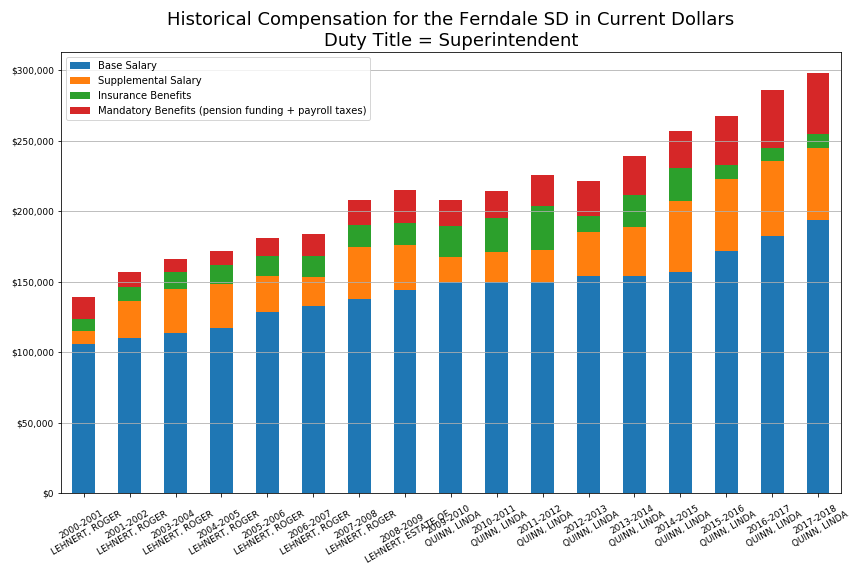 Historical Compensation for the Ferndale SD in Current Dollars
Duty Title = Superintendent
Base Salary
Supplemental Salary
Insurance Benefits
Mandatory Benefits (pension funding + payroll taxes)
$300,000
$250,000
$200,000
$150,000
$100,000
$50,000
$0
2000-2001
LEHNERT, ROGER
2001-2002
LEHNERT, ROGER
2003-2004
LEHNERT, ROGER
2004-2005
LEHNERT, ROGER
2005-2006
LEHNERT, ROGER
2006-2007
LEHNERT, ROGER
2007-2008
LEHNERT, ROGER
2008-2009
LEHNERT, ESTATE OF
2009-2010
QUINN, LINDA
2010-2011
QUINN, LINDA
2011-2012
QUINN, LINDA
2012-2013
QUINN, LINDA
2013-2014
QUINN, LINDA
2014-2015
QUINN, LINDA
2015-2016
QUINN, LINDA
2016-2017
QUINN, LINDA
2017-2018
QUINN, LINDA